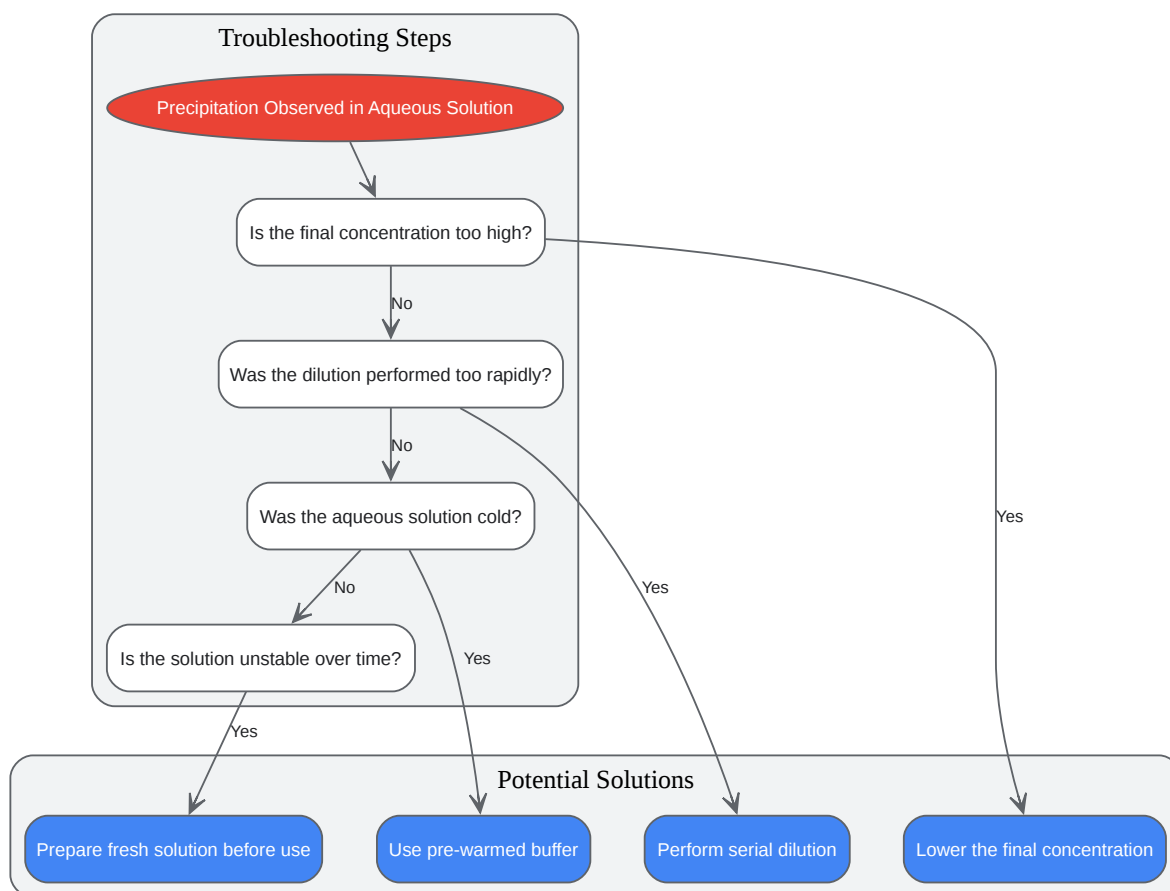 Troubleshooting Steps
Precipitation Observed in Aqueous Solution
Is the final concentration too high?
No
Was the dilution performed too rapidly?
No
Was the aqueous solution cold?
Yes
No
Yes
Is the solution unstable over time?
Yes
Yes
Potential Solutions
Prepare fresh solution before use
Use pre-warmed buffer
Perform serial dilution
Lower the final concentration